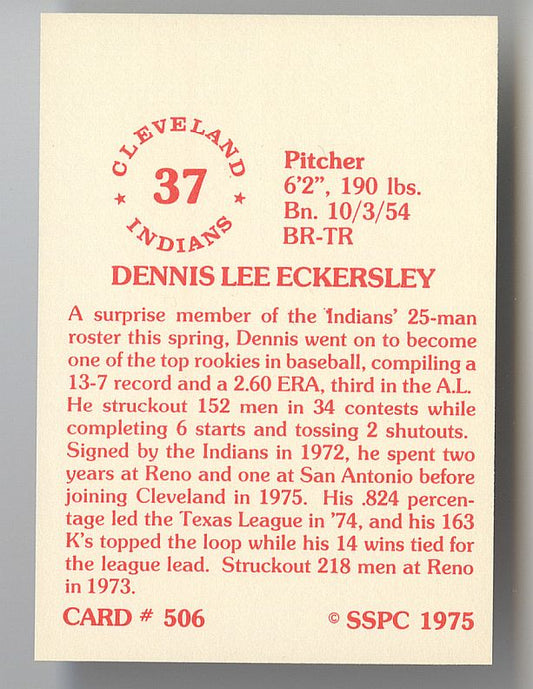 CLEVELAND
37
★ ★
INDIANS
Pitcher
6'2", 190 lbs.
Bn. 10/3/54
BR-TR
DENNIS LEE ECKERSLEY
A surprise member of the Indians' 25-man
roster this spring, Dennis went on to become
one of the top rookies in baseball, compiling a
13-7 record and a 2.60 ERA, third in the A.L.
He struckout 152 men in 34 contests while
completing 6 starts and tossing 2 shutouts.
Signed by the Indians in 1972, he spent two
years at Reno and one at San Antonio before
joining Cleveland in 1975. His .824 percen-
tage led the Texas League in '74, and his 163
K's topped the loop while his 14 wins tied for
the league lead. Struckout 218 men at Reno
in 1973.
CARD # 506
© SSPC 1975